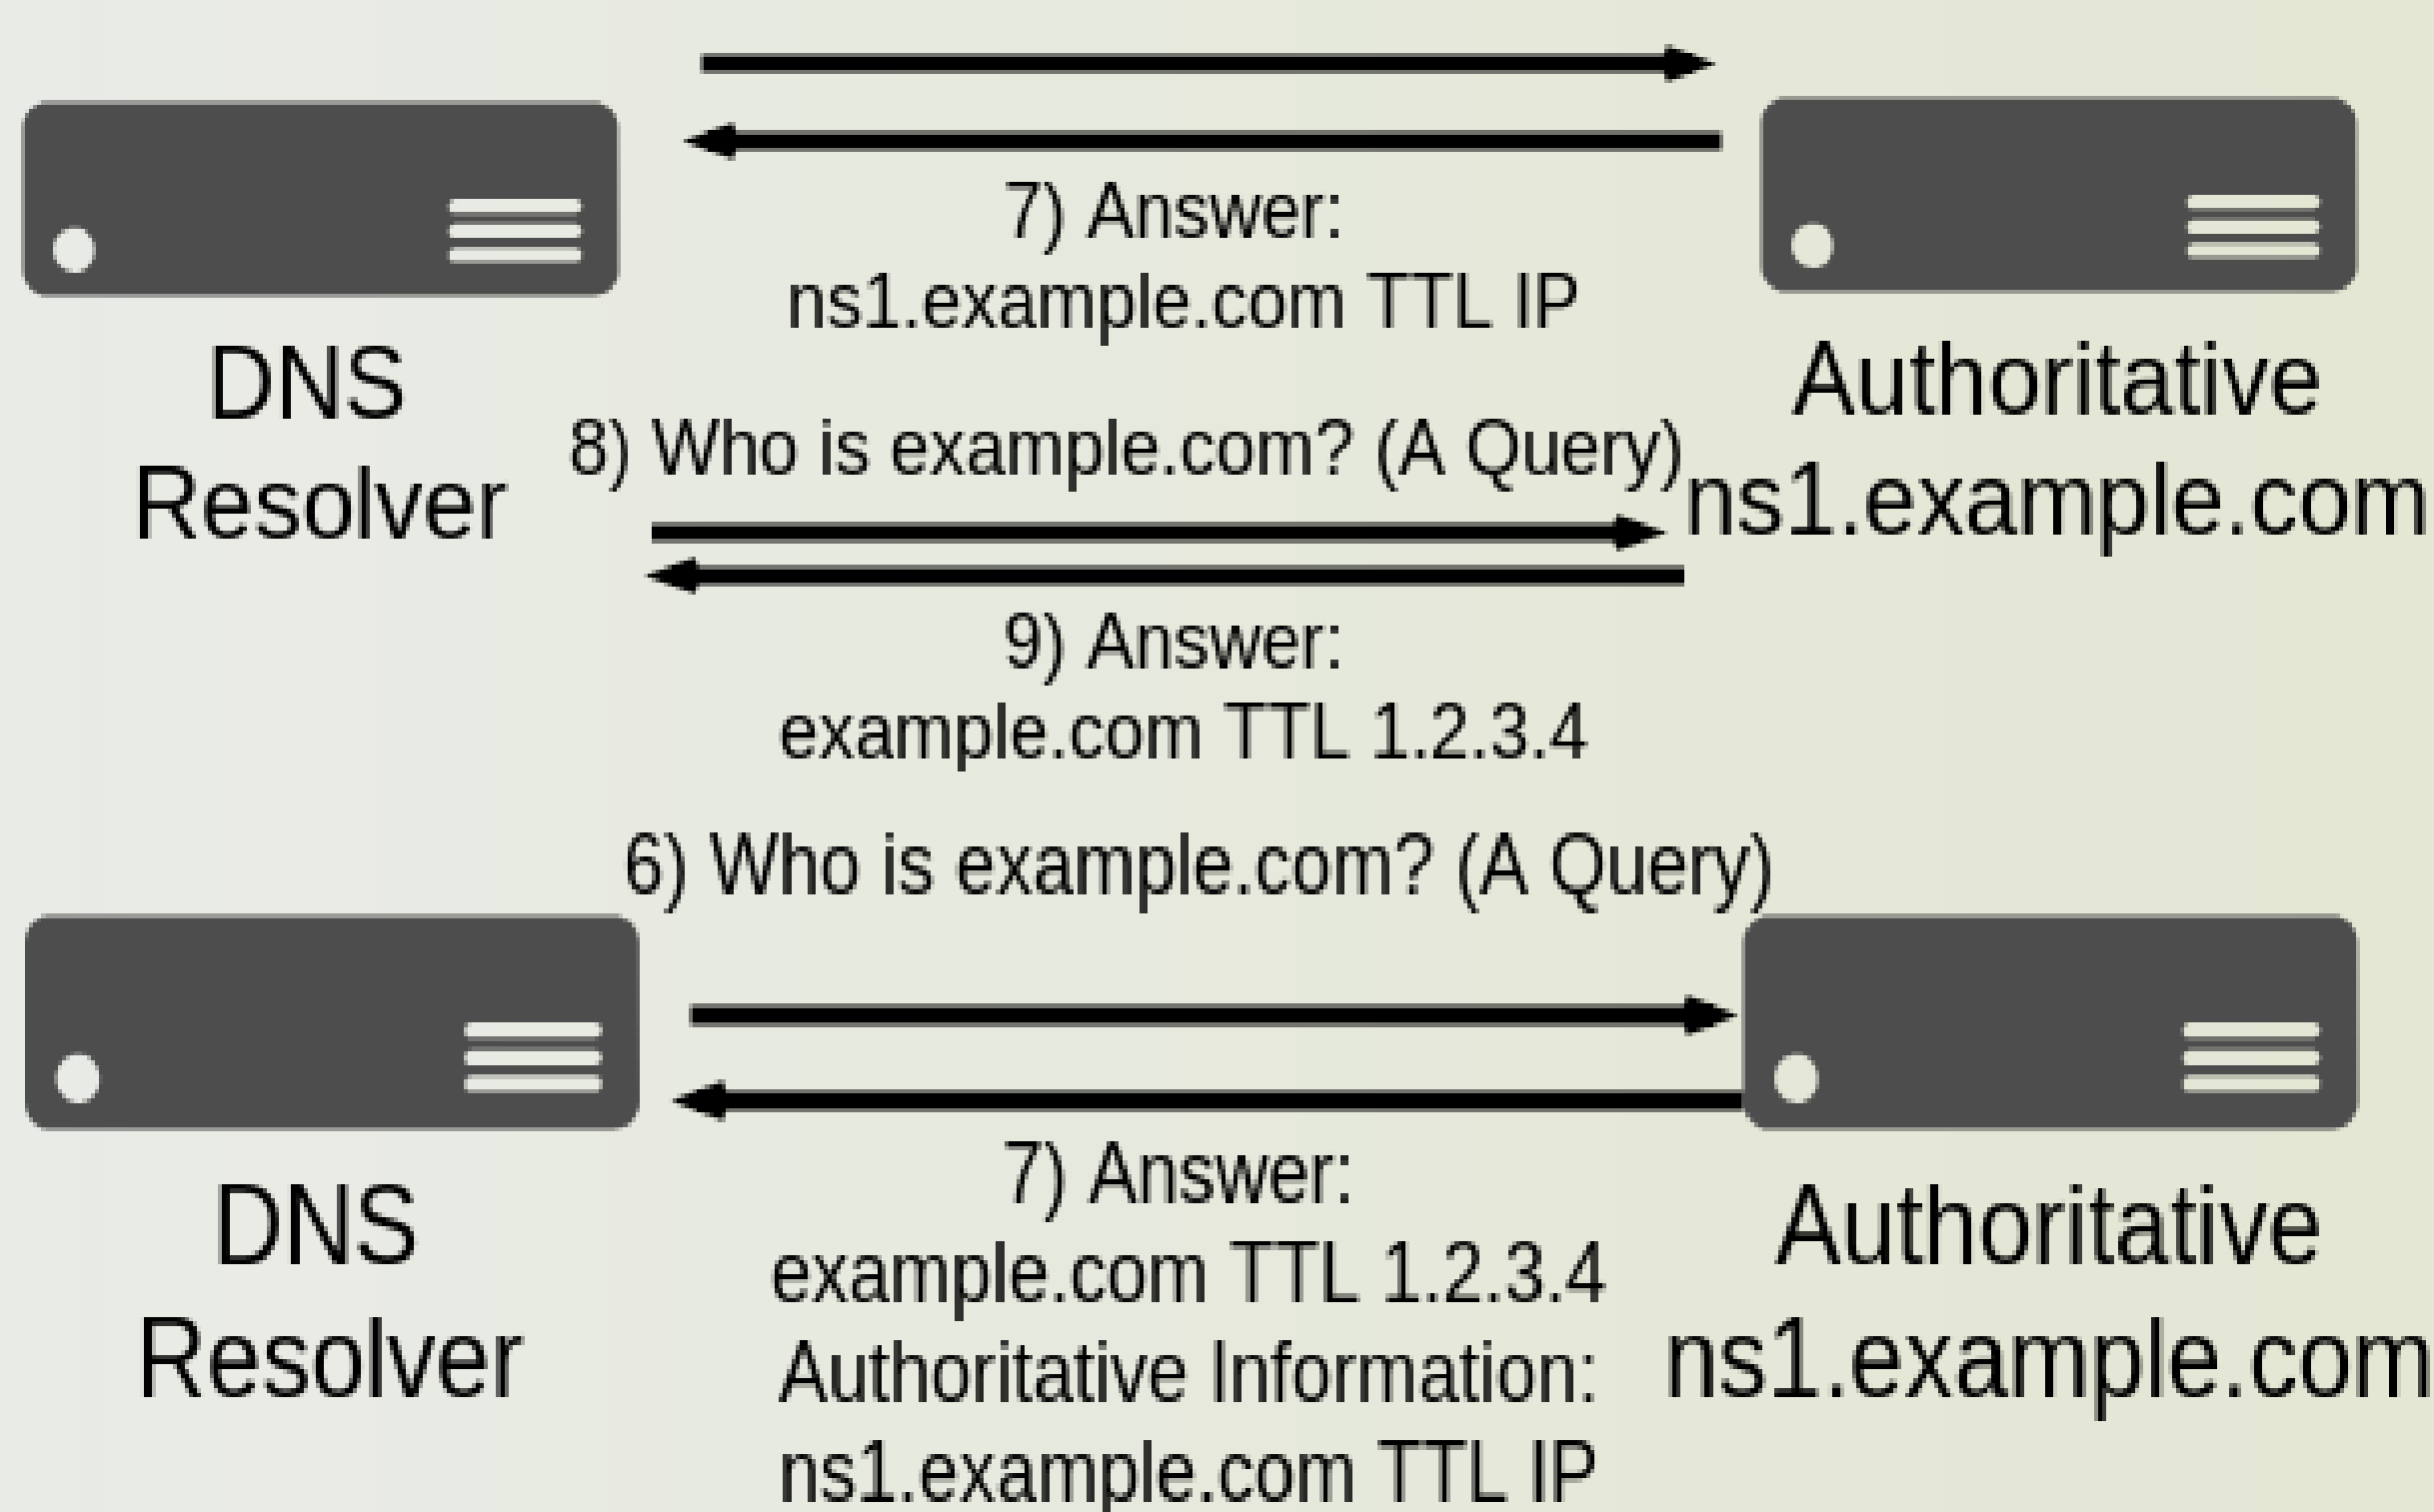 7) Answer:
ns1.example.com TTL IP
DNS
Resolver
Authoritative
ns1.example.com
8) Who is example.com? (A Query)
9) Answer:
example.com TTL 1.2.3.4
6) Who is example.com? (A Query)
DNS
Resolver
7) Answer:
example.com TTL 1.2.3.4
Authoritative Information:
ns1.example.com TTL IP
Authoritative
ns1.example.com